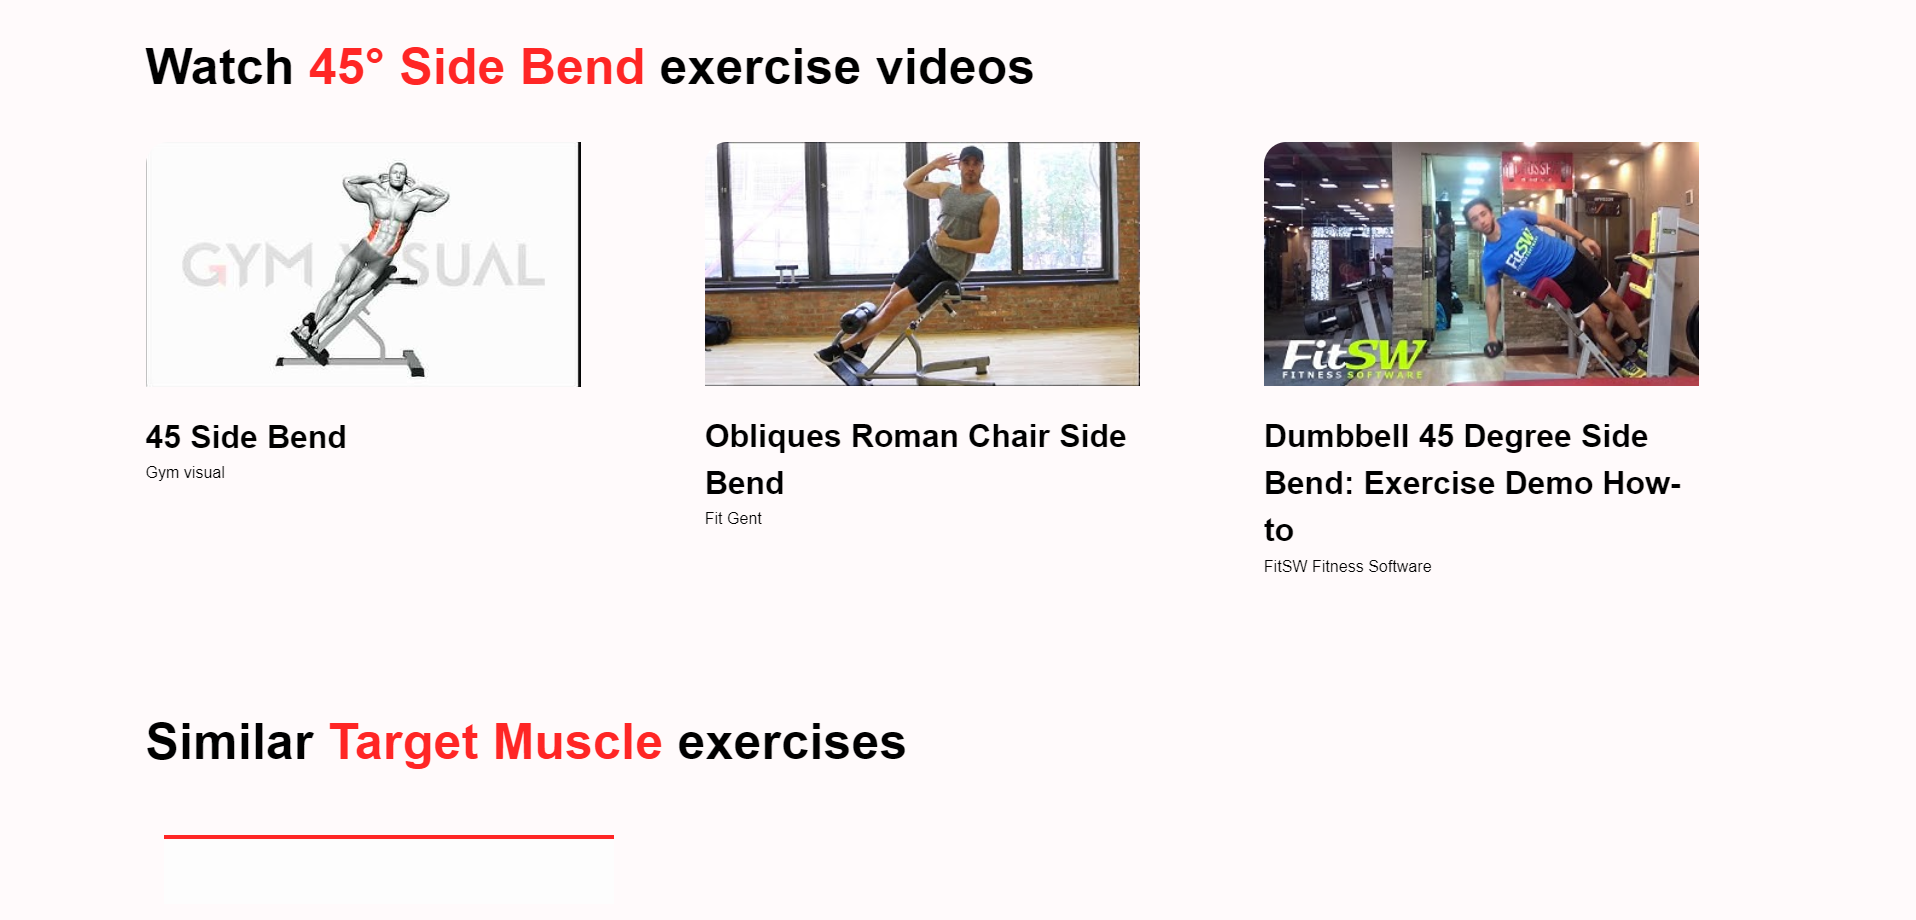 Watch 45° Side Bend exercise videos
GYM VISUAL
FitSW
FitSW
FITNESS SOFTWARE
45 Side Bend
Gym visual
Obliques Roman Chair Side
Bend
Fit Gent
Dumbbell 45 Degree Side
Bend: Exercise Demo How-
to
FitSW Fitness Software
Similar Target Muscle exercises